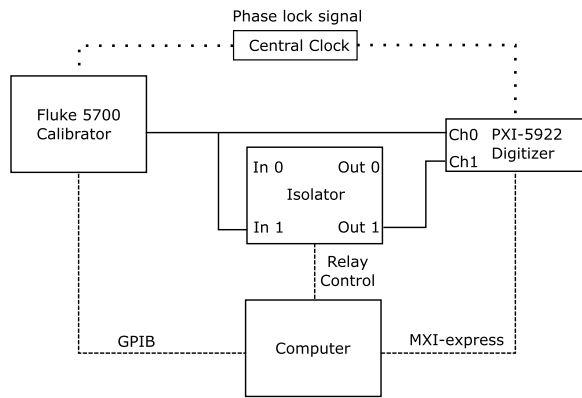 Phase lock signal
Central Clock
Fluke 5700
Calibrator
Ch0
PXI-5922
Digitizer
Ch1
In 0
Out 0
Isolator
In 1
Out 1
Relay
Control
GPIB
Computer
MXI-express